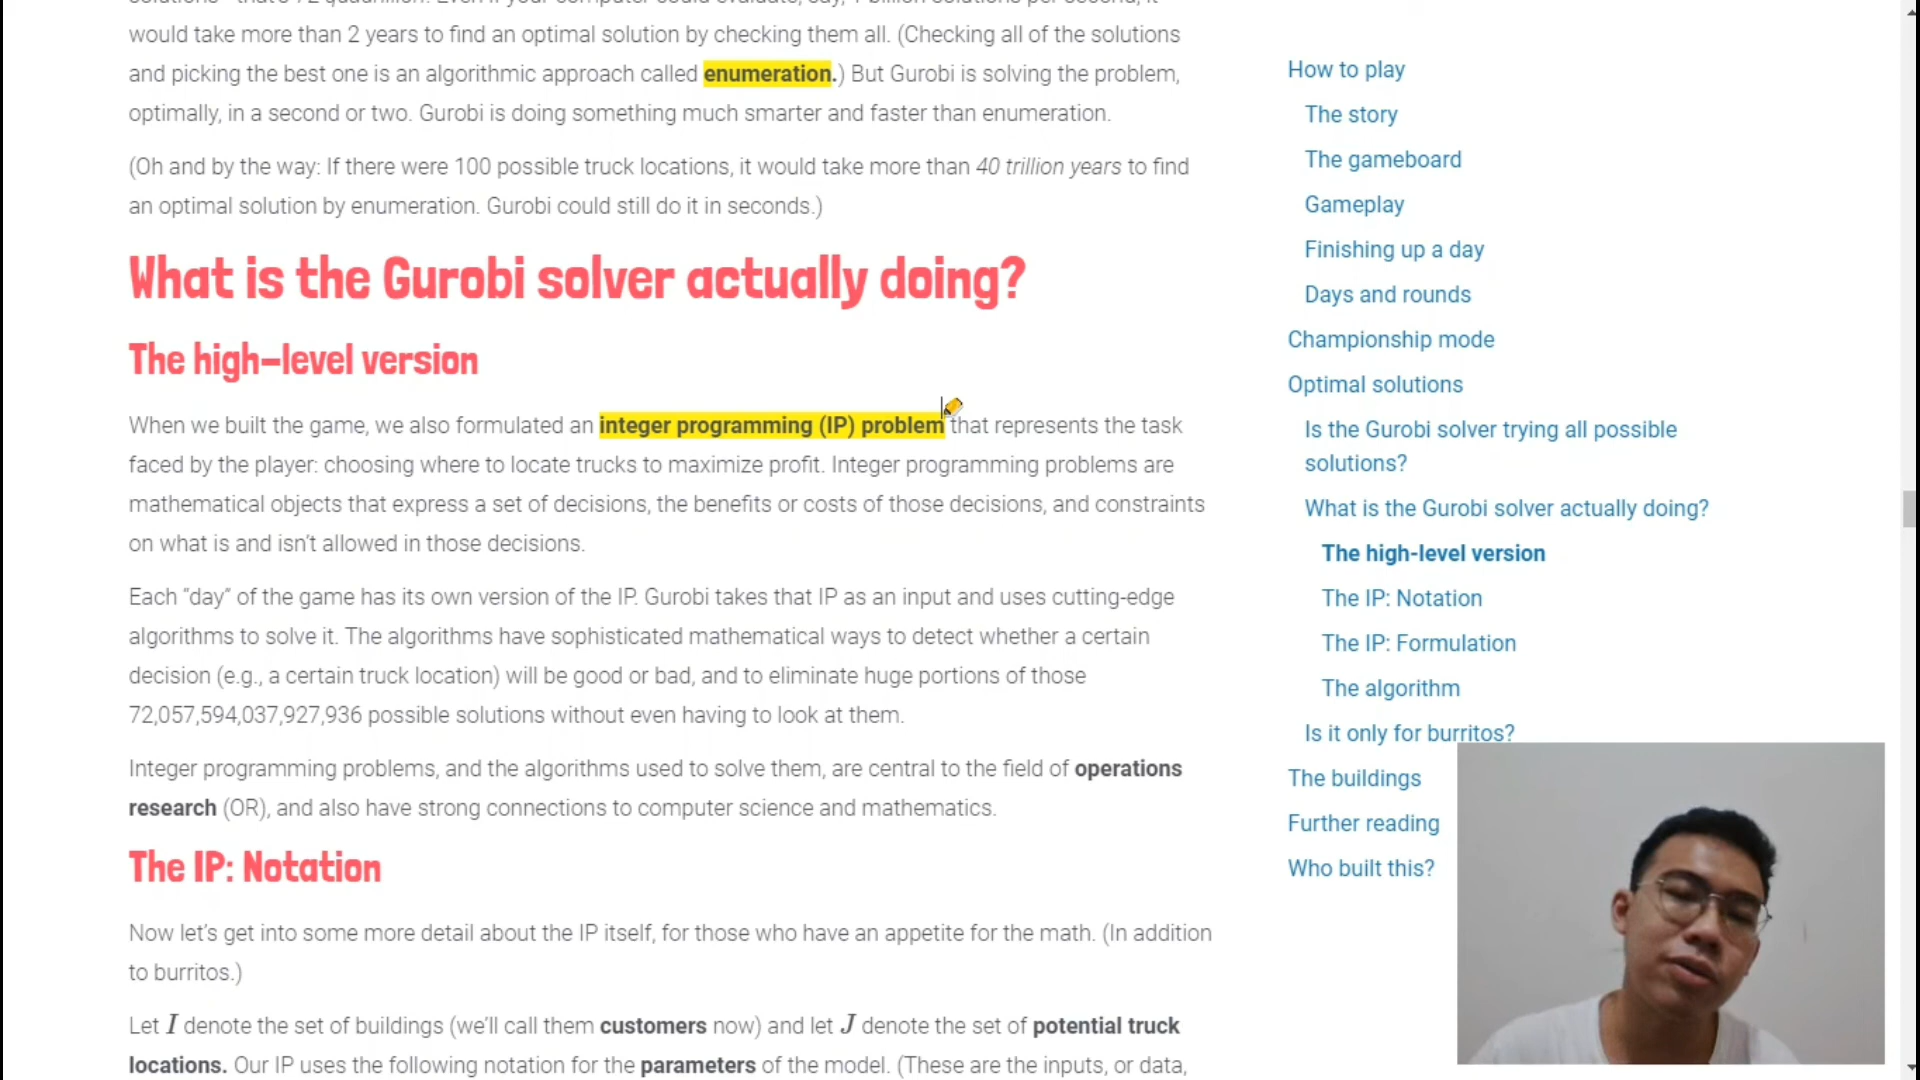 would take more than 2 years to find an optimal solution by checking them all. (Checking all of the solutions
and picking the best one is an algorithmic approach called enumeration.) But Gurobi is solving the problem,
optimally, in a second or two. Gurobi is doing something much smarter and faster than enumeration.
(Oh and by the way: If there were 100 possible truck locations, it would take more than 40 trillion years to find
an optimal solution by enumeration. Gurobi could still do it in seconds.)
What is the Gurobi solver actually doing?
The high-level version
When we built the game, we also formulated an integer programming (IP) problem that represents the task
faced by the player: choosing where to locate trucks to maximize profit. Integer programming problems are
mathematical objects that express a set of decisions, the benefits or costs of those decisions, and constraints
on what is and isn't allowed in those decisions.
Each "day" of the game has its own version of the IP. Gurobi takes that IP as an input and uses cutting-edge
algorithms to solve it. The algorithms have sophisticated mathematical ways to detect whether a certain
decision (e.g., a certain truck location) will be good or bad, and to eliminate huge portions of those
72,057,594,037,927,936 possible solutions without even having to look at them.
Integer programming problems, and the algorithms used to solve them, are central to the field of operations
research (OR), and also have strong connections to computer science and mathematics.
The IP: Notation
Now let's get into some more detail about the IP itself, for those who have an appetite for the math. (In addition
to burritos.)
Let I denote the set of buildings (we'll call them customers now) and let J denote the set of potential truck
locations. Our IP uses the following notation for the parameters of the model. (These are the inputs, or data,
How to play
The story
The gameboard
Gameplay
Finishing up a day
Days and rounds
Championship mode
Optimal solutions
Is the Gurobi solver trying all possible
solutions?
What is the Gurobi solver actually doing?
The high-level version
The IP: Notation
The IP: Formulation
The algorithm
Is it only for burritos?
The buildings
Further reading
Who built this?